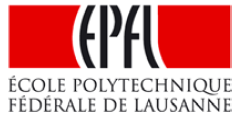 EPFL
ÉCOLE POLYTECHNIQUE
FÉDÉRALE DE LAUSANNE